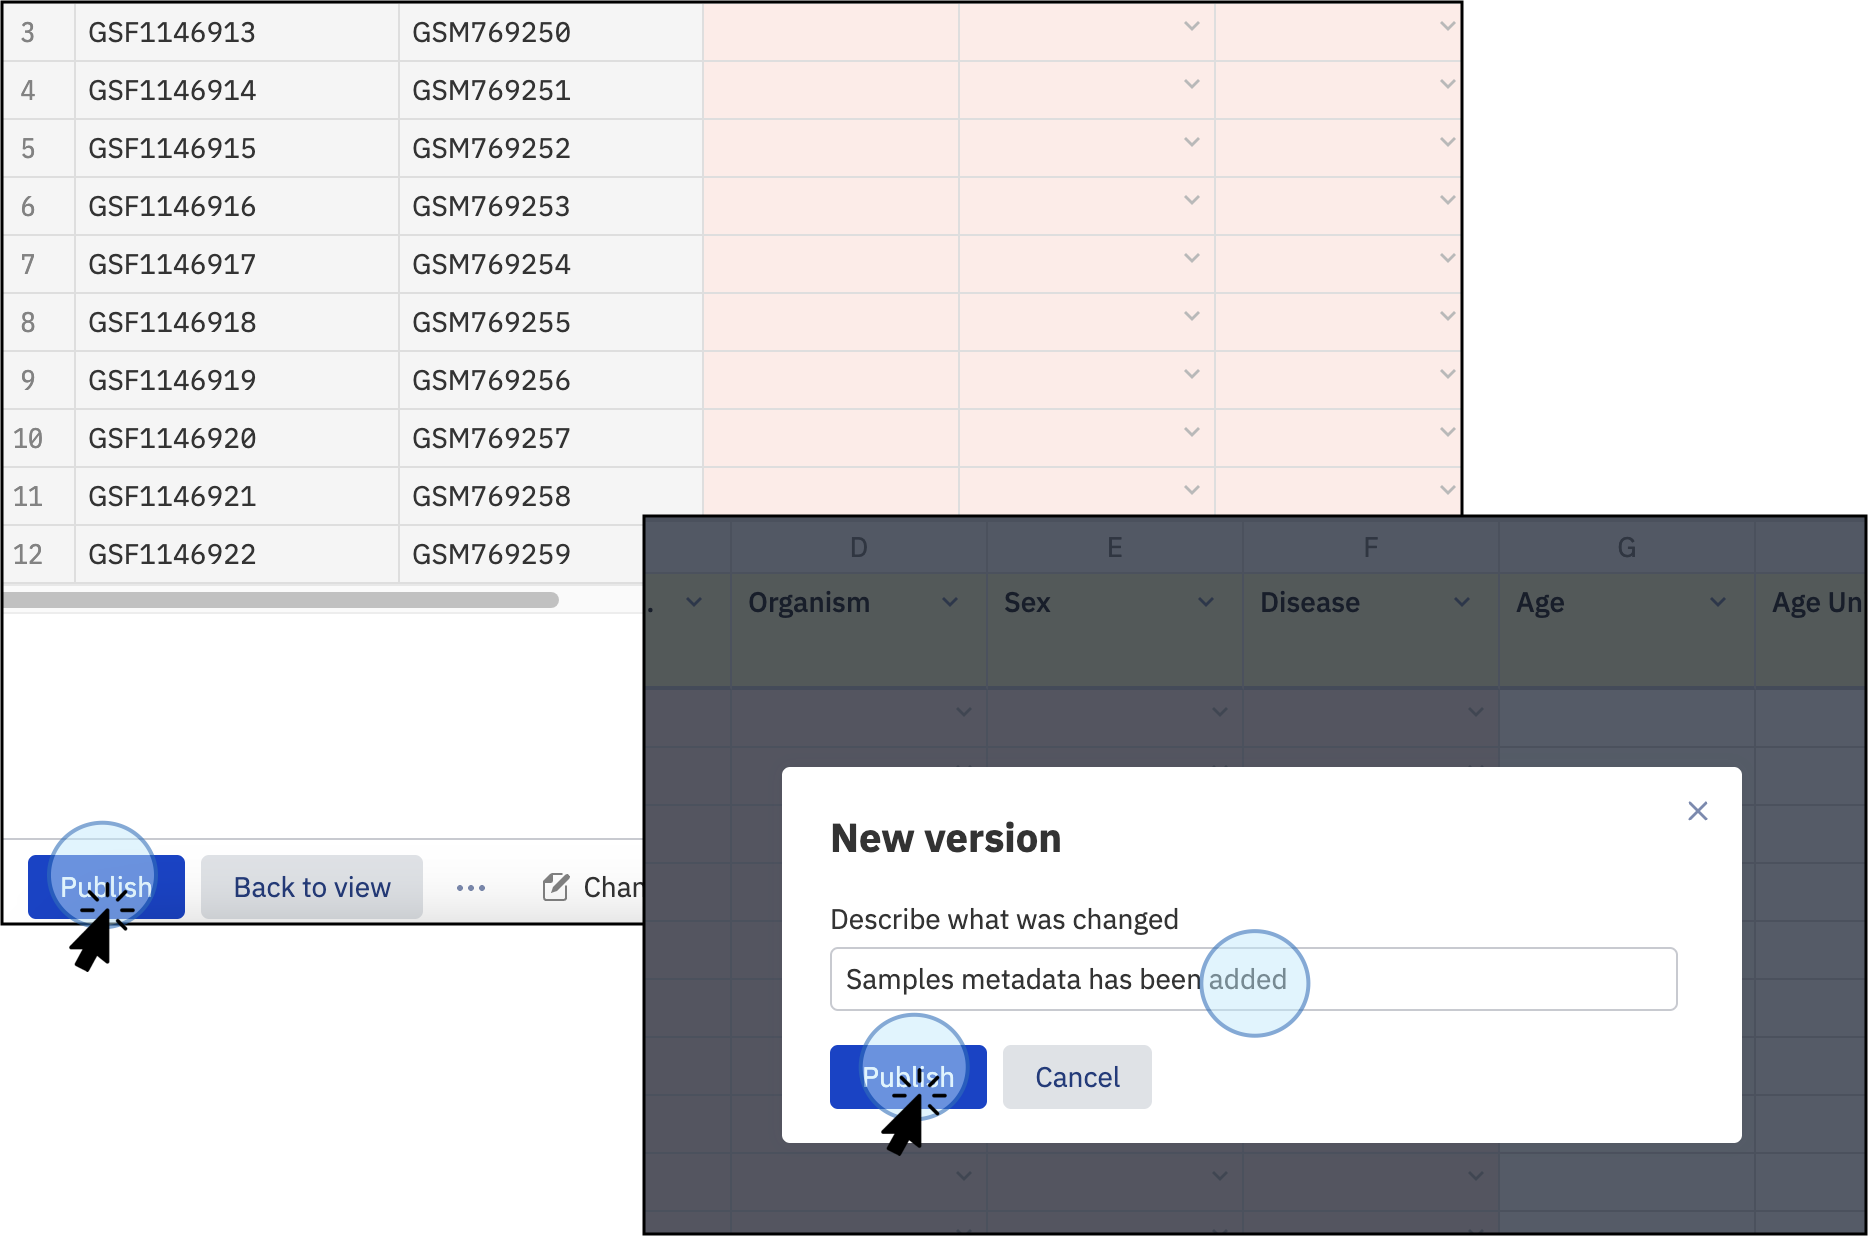 3 GSF1146913 GSM769250
4 GSF1146914 GSM769251
5 GSF1146915 GSM769252
6 GSF1146916 GSM769253
7 GSF1146917 GSM769254
8 GSF1146918 GSM769255
9 GSF1146919 GSM769256
10 GSF1146920 GSM769257
11 GSF1146921 GSM769258
12 GSF1146922 GSM769259
Publish Back to view ... Chan
D E F G
. Organism Sex Disease Age Age Un
New version
Describe what was changed
Samples metadata has been added
Publish Cancel